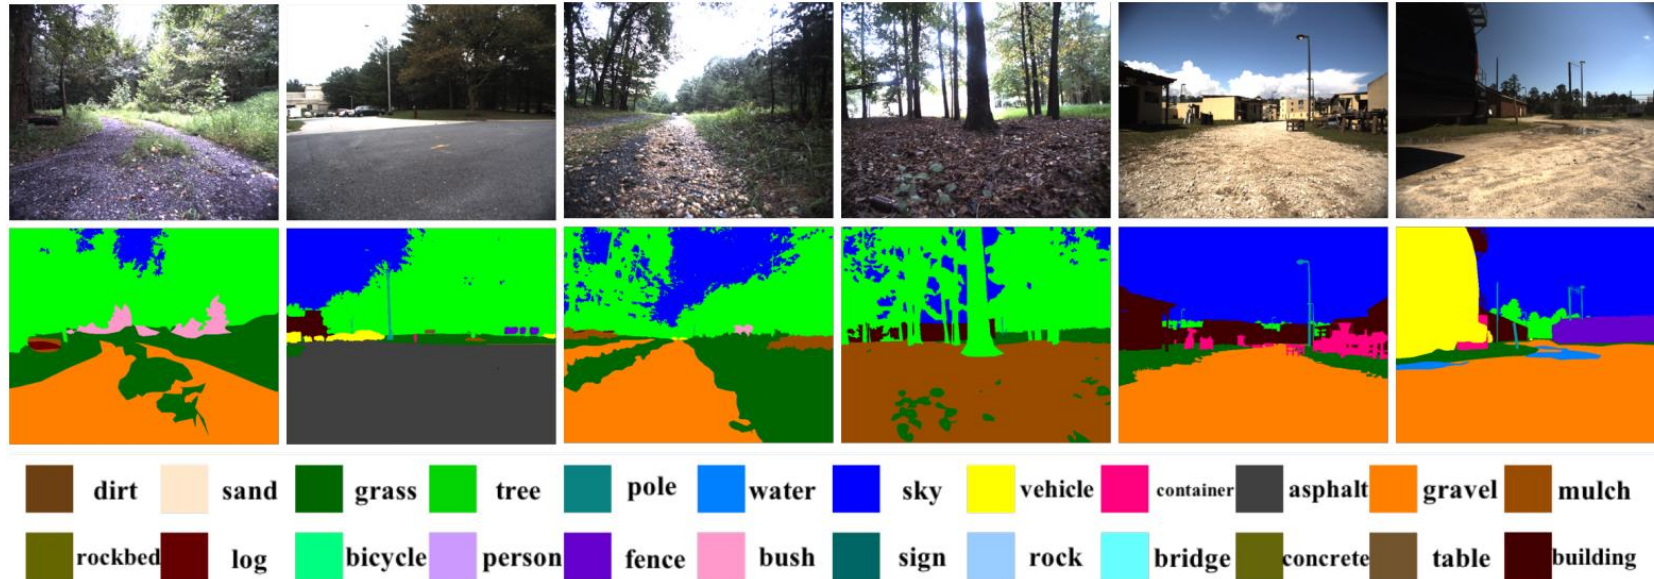 dirt sand grass tree pole water sky vehicle container asphalt gravel mulch
rockbed log bicycle person fence bush sign rock bridge concrete table building